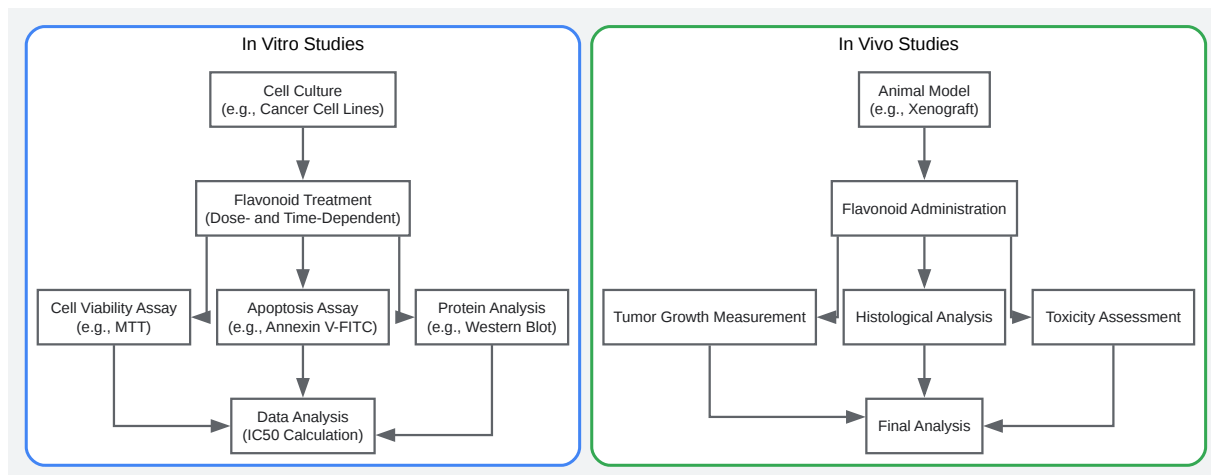 In Vitro Studies
Cell Culture
(e.g., Cancer Cell Lines)
Flavonoid Treatment
(Dose- and Time-Dependent)
Cell Viability Assay
(e.g., MTT)
Apoptosis Assay
(e.g., Annexin V-FITC)
Protein Analysis
(e.g., Western Blot)
Data Analysis
(IC50 Calculation)
In Vivo Studies
Animal Model
(e.g., Xenograft)
Flavonoid Administration
Tumor Growth Measurement
Histological Analysis
Toxicity Assessment
Final Analysis